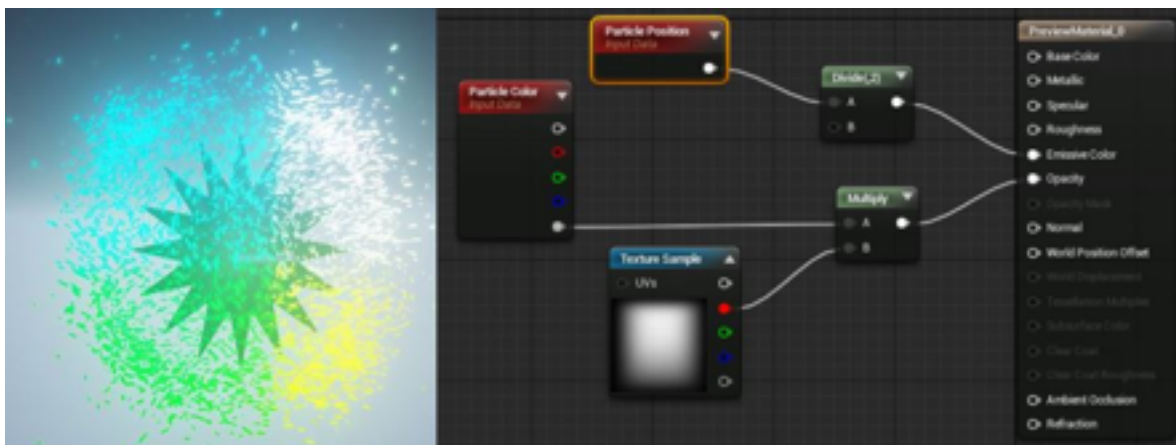 Particle Position
Input Data
Particle Color
Input Data
Divide(,2)
A
B
Multiply
A
B
Texture Sample
UVs
PreviewMaterial_0
Base Color
Metallic
Specular
Roughness
Emissive Color
Opacity
Opacity Mask
Normal
World Position Offset
World Displacement
Tessellation Multiplier
Subsurface Color
Clear Coat
Clear Coat Roughness
Ambient Occlusion
Refraction